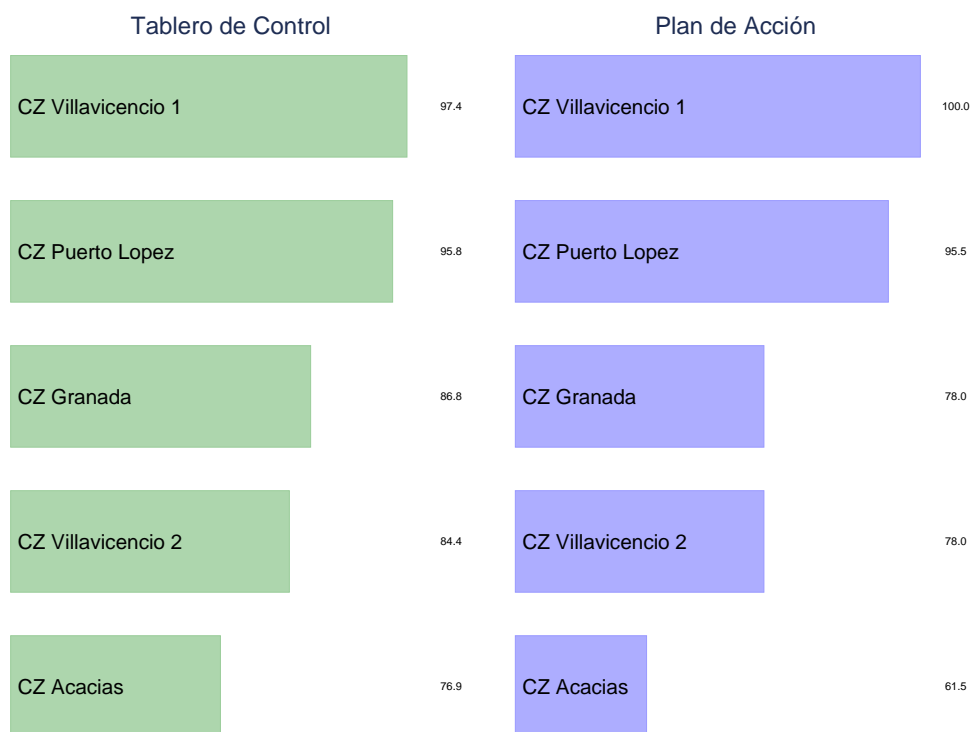 Tablero de Control
CZ Villavicencio 1 97.4
CZ Puerto Lopez 95.8
CZ Granada 86.8
CZ Villavicencio 2 84.4
CZ Acacias 76.9
Plan de Acción
CZ Villavicencio 1 100.0
CZ Puerto Lopez 95.5
CZ Granada 78.0
CZ Villavicencio 2 78.0
CZ Acacias 61.5